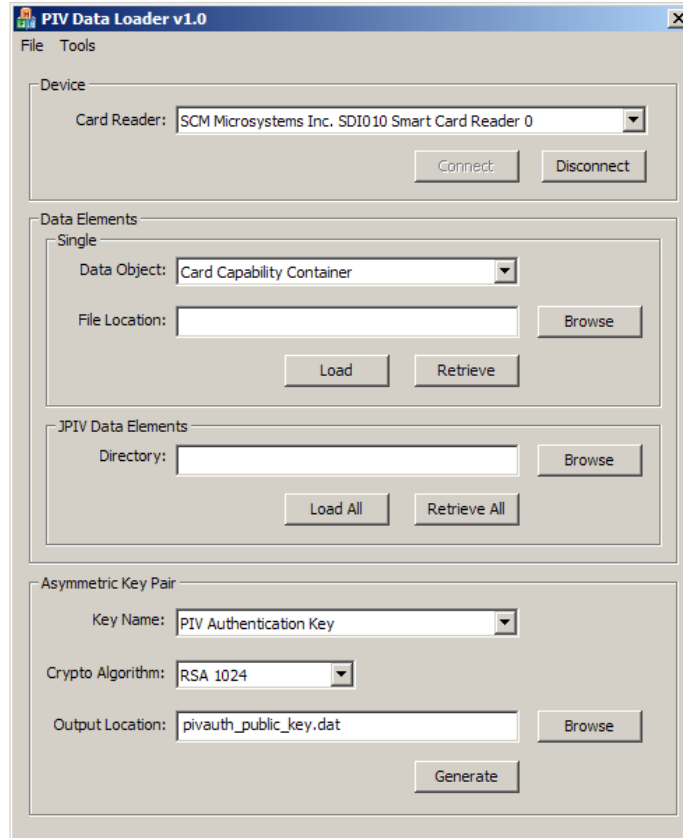 PIV Data Loader v1.0
File Tools
Device
Card Reader: SCM Microsystems Inc. SDI010 Smart Card Reader 0
Connect Disconnect
Data Elements
Single
Data Object: Card Capability Container
File Location: Browse
Load Retrieve
JPIV Data Elements
Directory: Browse
Load All Retrieve All
Asymmetric Key Pair
Key Name: PIV Authentication Key
Crypto Algorithm: RSA 1024
Output Location: pivauth_public_key.dat Browse
Generate